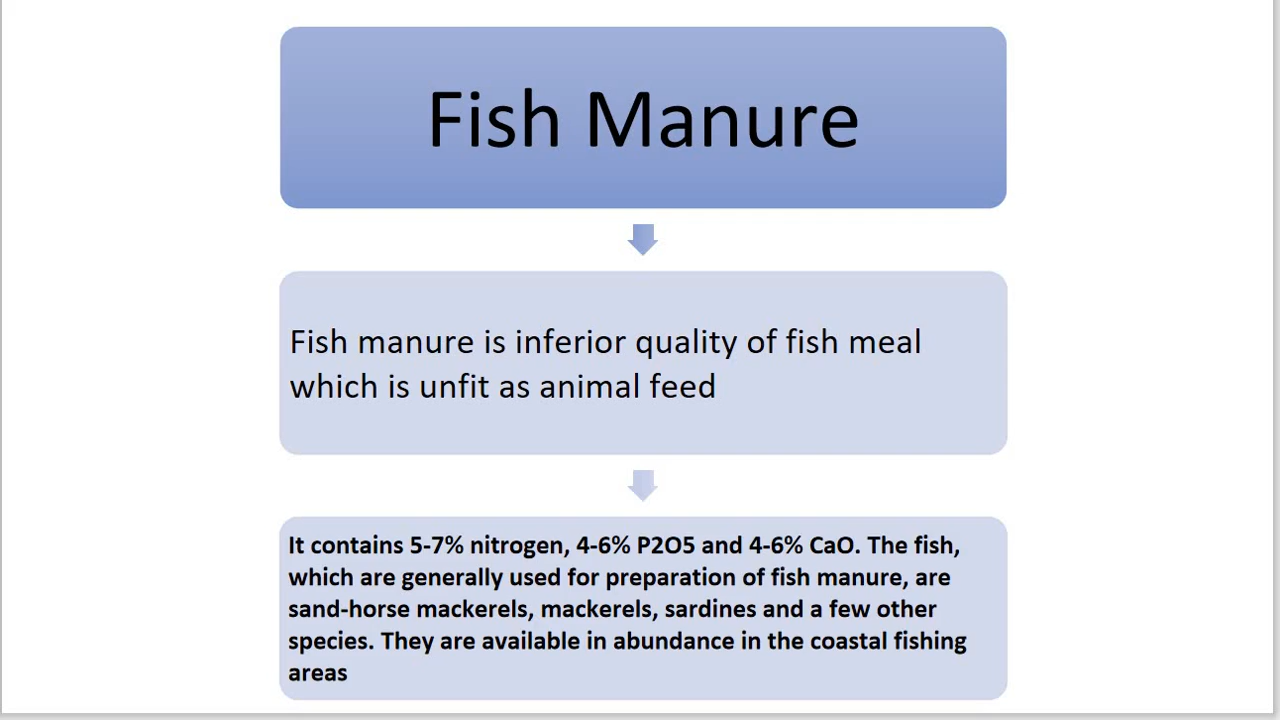 Fish Manure
Fish manure is inferior quality of fish meal
which is unfit as animal feed
It contains 5-7% nitrogen, 4-6% P2O5 and 4-6% CaO. The fish,
which are generally used for preparation of fish manure, are
sand-horse mackerels, mackerels, sardines and a few other
species. They are available in abundance in the coastal fishing
areas